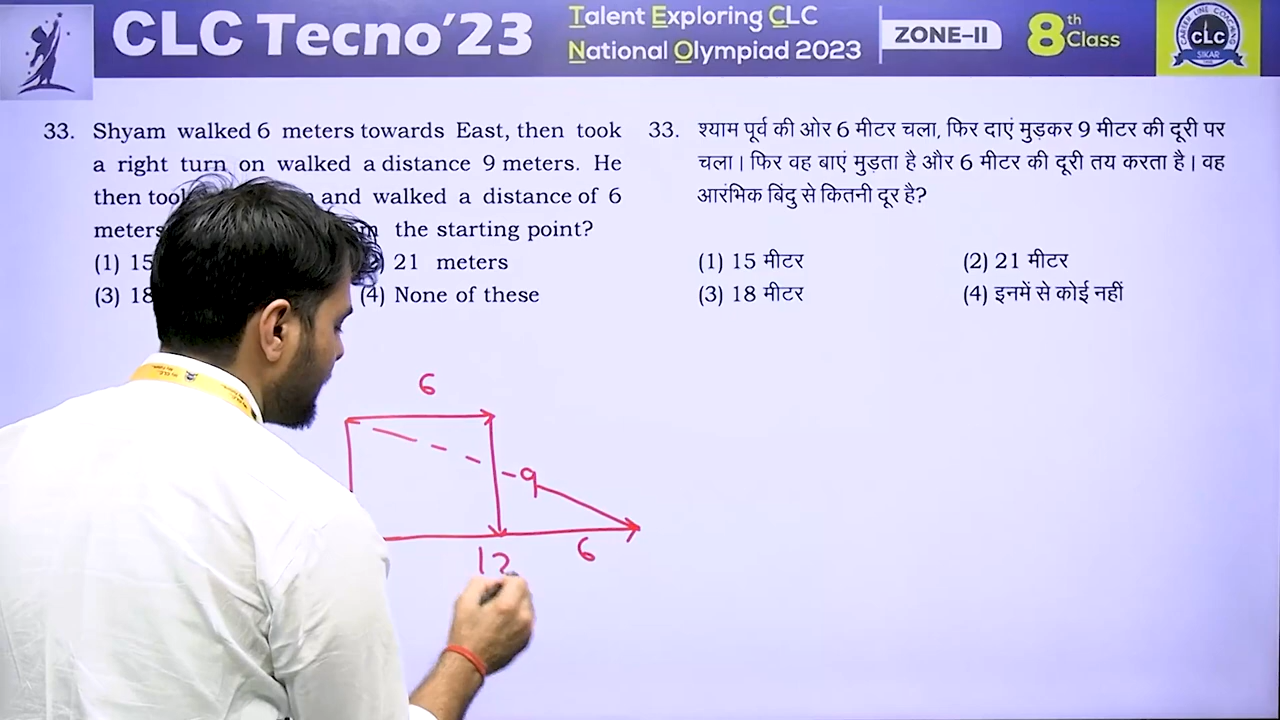 CLC Tecno'23
Talent Exploring CLC
National Olympiad 2023
ZONE–II
8th Class
CAREER LINE COACHING
CLC
SIKAR
33. Shyam walked 6 meters towards East, then took
a right turn on walked a distance 9 meters. He
then and walked a distance of 6
meters the starting point?
(1) 15 21 meters
(3) 18 (4) None of these
33. श्याम पूर्व की ओर 6 मीटर चला, फिर दाएं मुड़कर 9 मीटर की दूरी पर
चला। फिर वह बाएं मुड़ता है और 6 मीटर की दूरी तय करता है। वह
आरंभिक बिंदु से कितनी दूर है?
(1) 15 मीटर (2) 21 मीटर
(3) 18 मीटर (4) इनमें से कोई नहीं
6
9
6
12